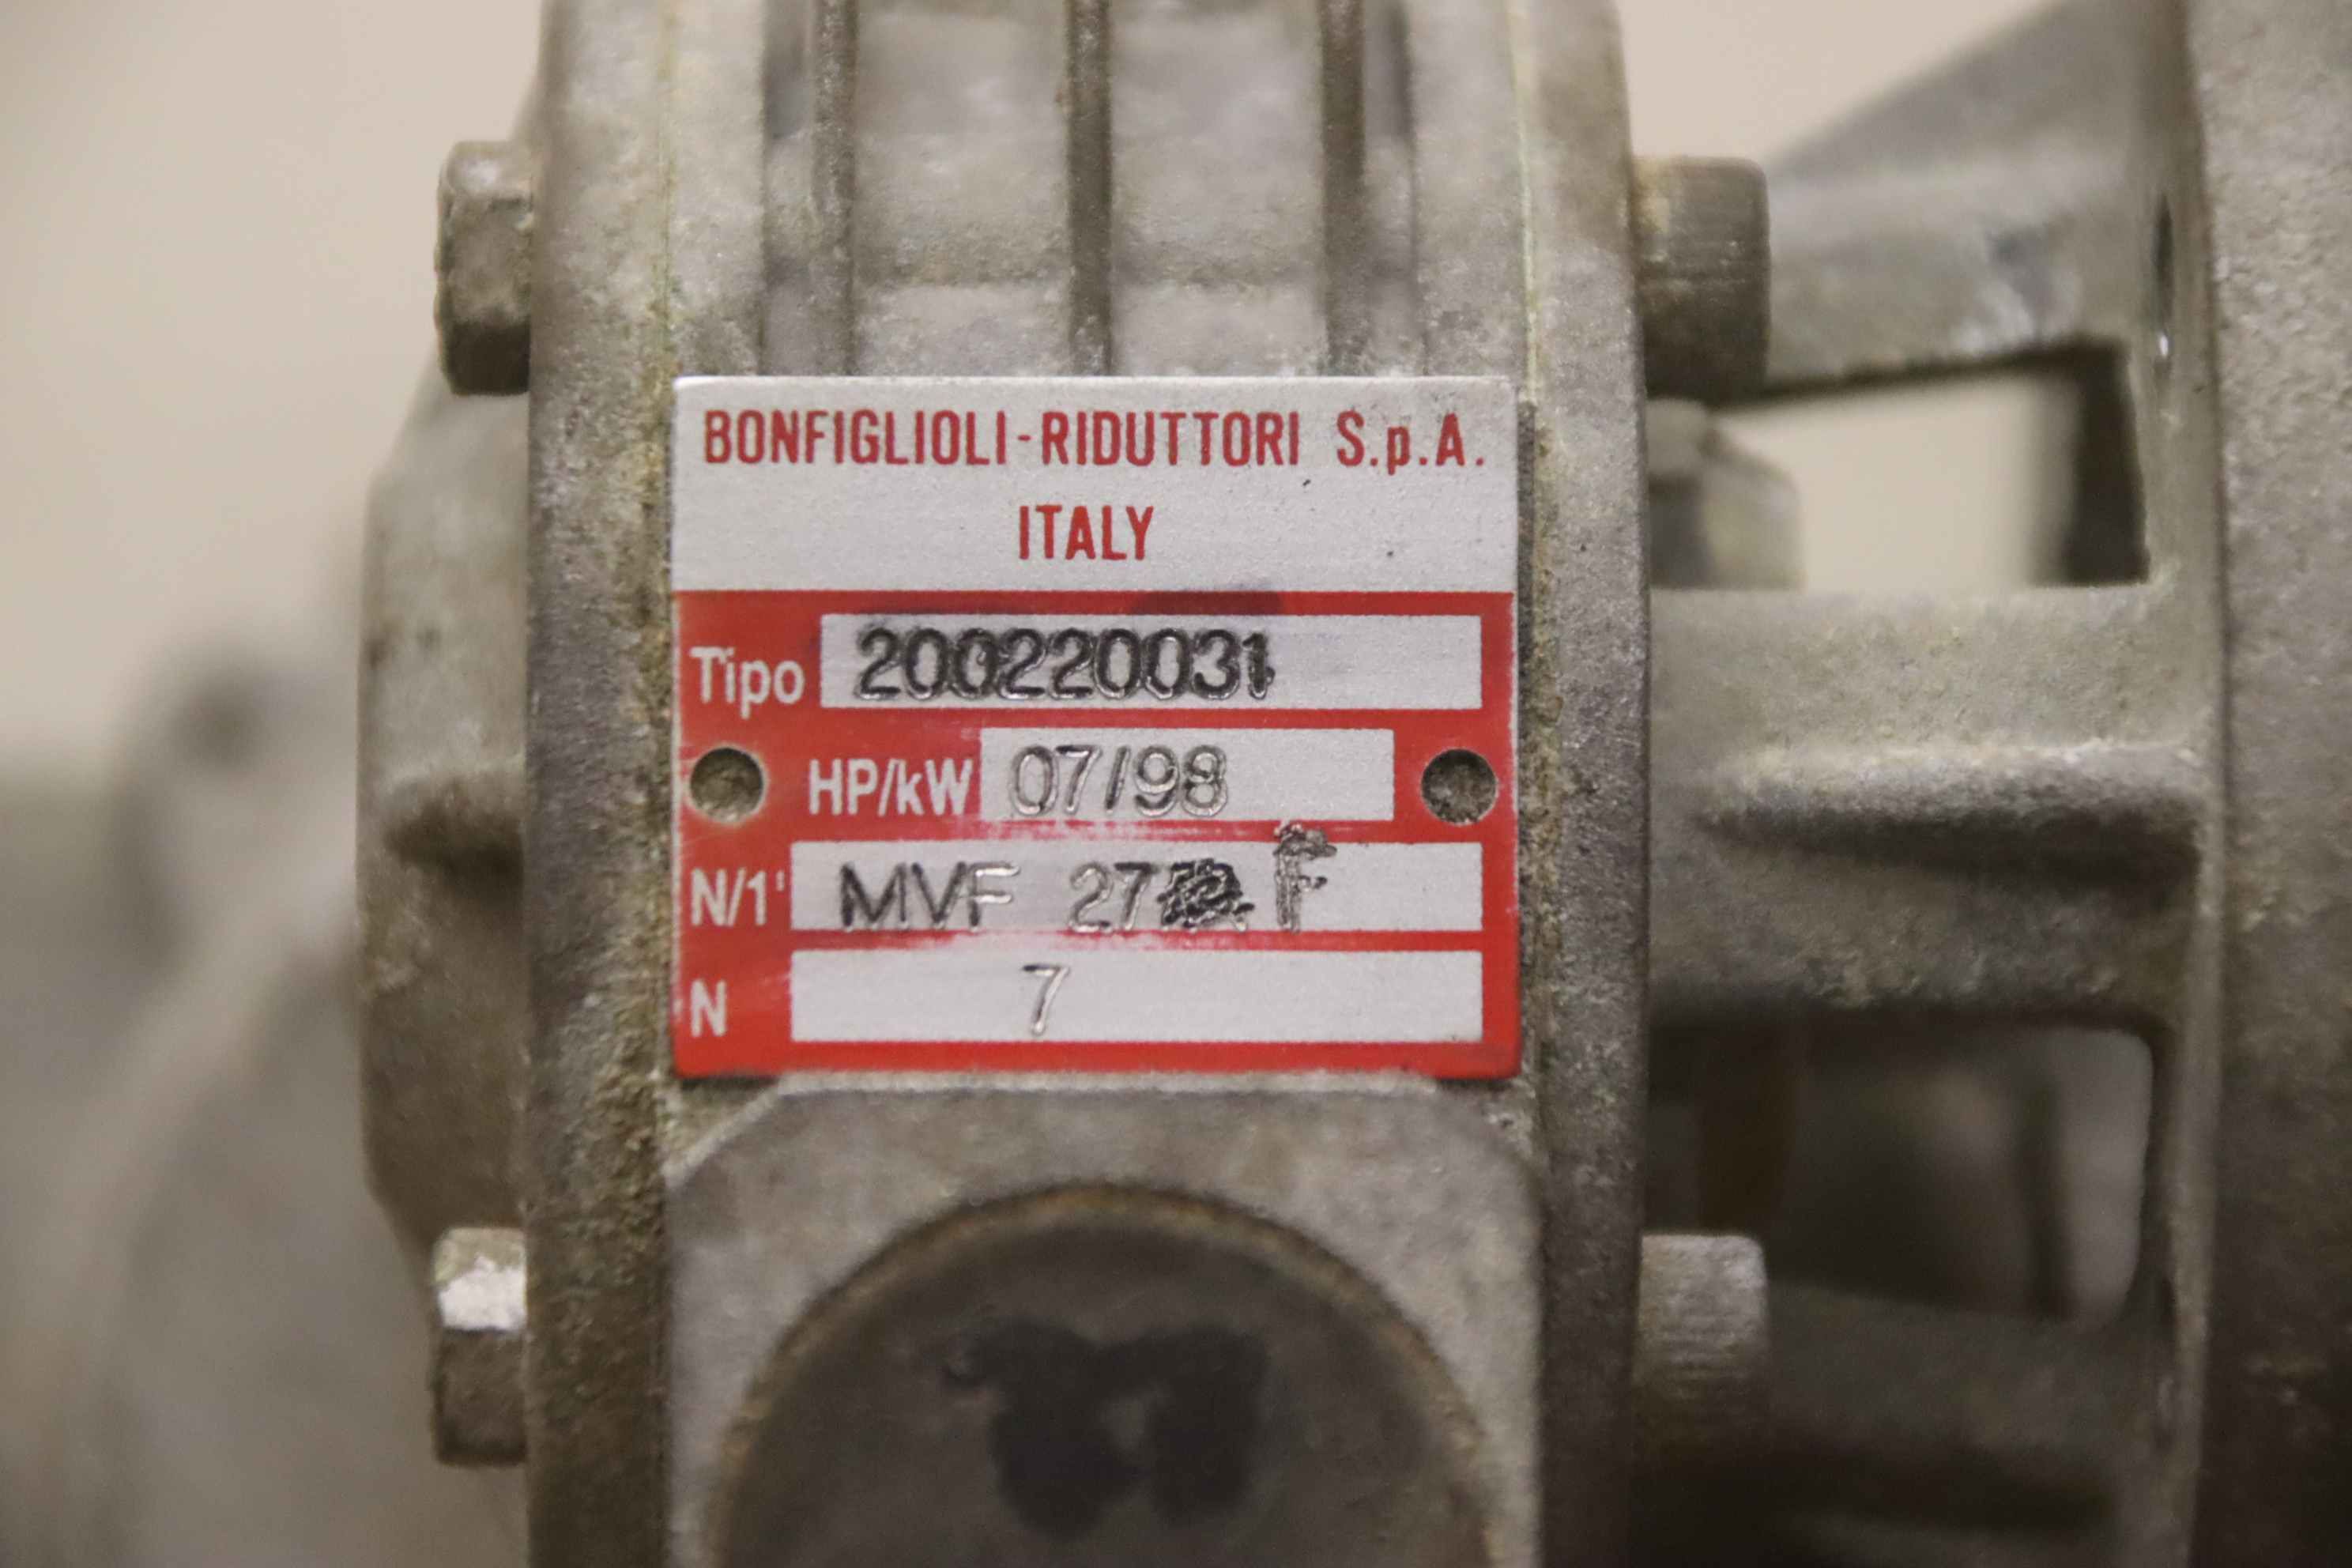 BONFIGLIOLI-RIDUTTORI S.p.A.
ITALY
Tipo 200220031
HP/kW 07/98
N/1' MVF 27 F
N 7